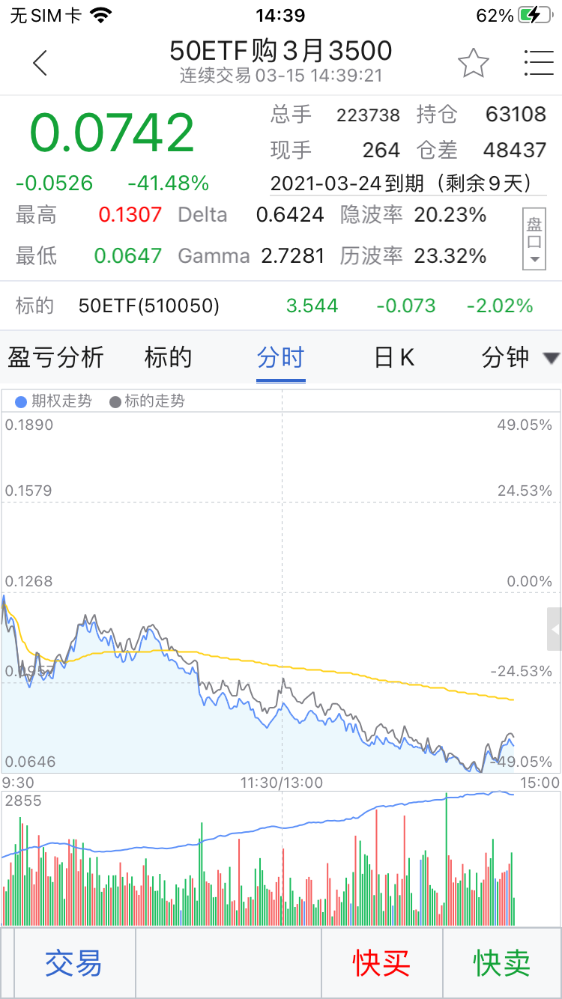 无SIM卡 14:39 62%
50ETF购3月3500
连续交易 03-15 14:39:21
0.0742
-0.0526 -41.48%
总手 223738 持仓 63108
现手 264 仓差 48437
2021-03-24到期（剩余9天）
最高 0.1307 Delta 0.6424 隐波率 20.23%
最低 0.0647 Gamma 2.7281 历波率 23.32%
盘口
标的 50ETF(510050) 3.544 -0.073 -2.02%
盈亏分析 标的 分时 日K 分钟
期权走势 标的走势
0.1890 49.05%
0.1579 24.53%
0.1268 0.00%
0.0957 -24.53%
0.0646 -49.05%
9:30 11:30/13:00 15:00
2855
交易 快买 快卖